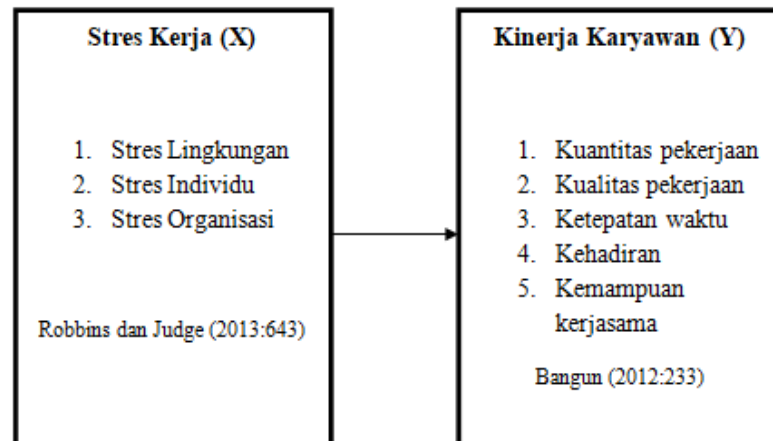 Stres Kerja (X)
1. Stres Lingkungan
2. Stres Individu
3. Stres Organisasi
Robbins dan Judge (2013:643)
Kinerja Karyawan (Y)
1. Kuantitas pekerjaan
2. Kualitas pekerjaan
3. Ketepatan waktu
4. Kehadiran
5. Kemampuan
kerjasama
Bangun (2012:233)